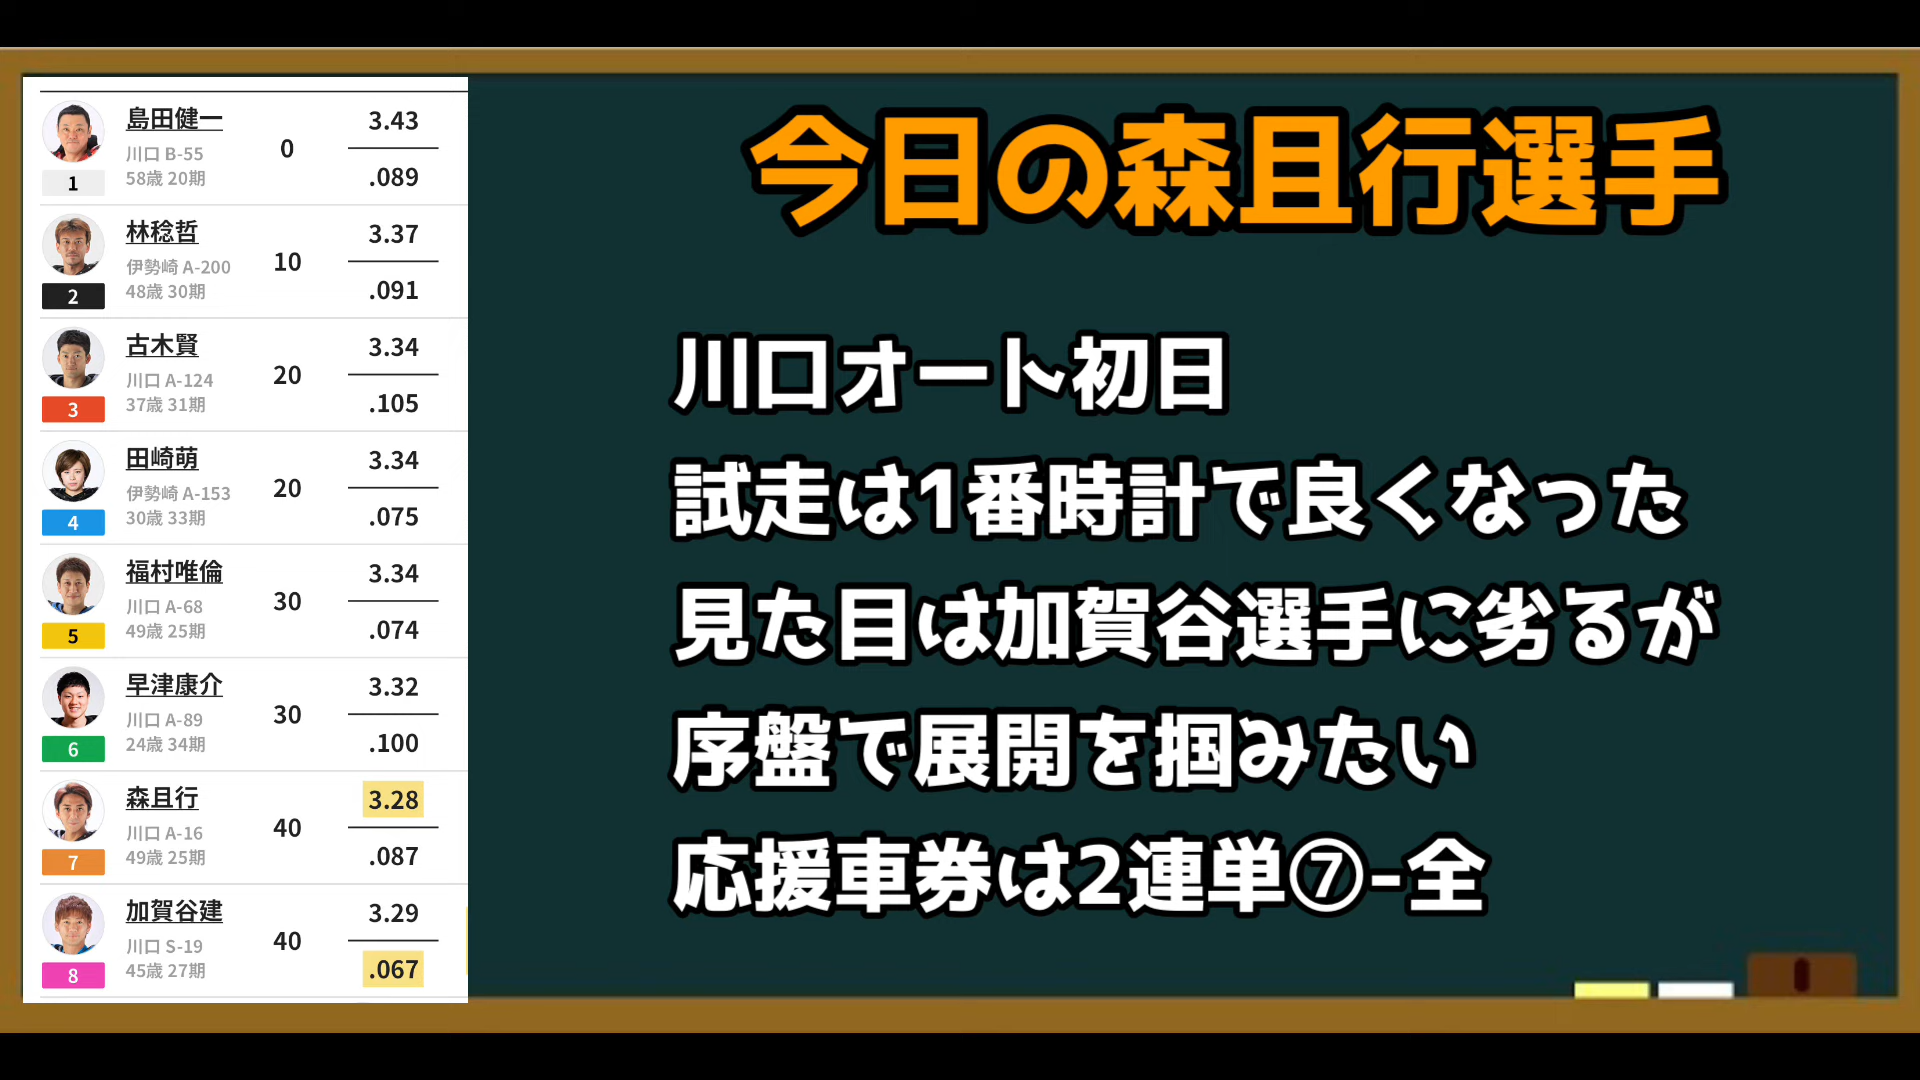 島田健一
川口 B-55
58歳 20期
1
0
3.43
.089
林稔哲
伊勢崎 A-200
48歳 30期
2
10
3.37
.091
古木賢
川口 A-124
37歳 31期
3
20
3.34
.105
田崎萌
伊勢崎 A-153
30歳 33期
4
20
3.34
.075
福村唯倫
川口 A-68
49歳 25期
5
30
3.34
.074
早津康介
川口 A-89
24歳 34期
6
30
3.32
.100
森且行
川口 A-16
49歳 25期
7
40
3.28
.087
加賀谷建
川口 S-19
45歳 27期
8
40
3.29
.067
今日の森且行選手
川口オート初日
試走は1番時計で良くなった
見た目は加賀谷選手に劣るが
序盤で展開を掴みたい
応援車券は2連単⑦-全